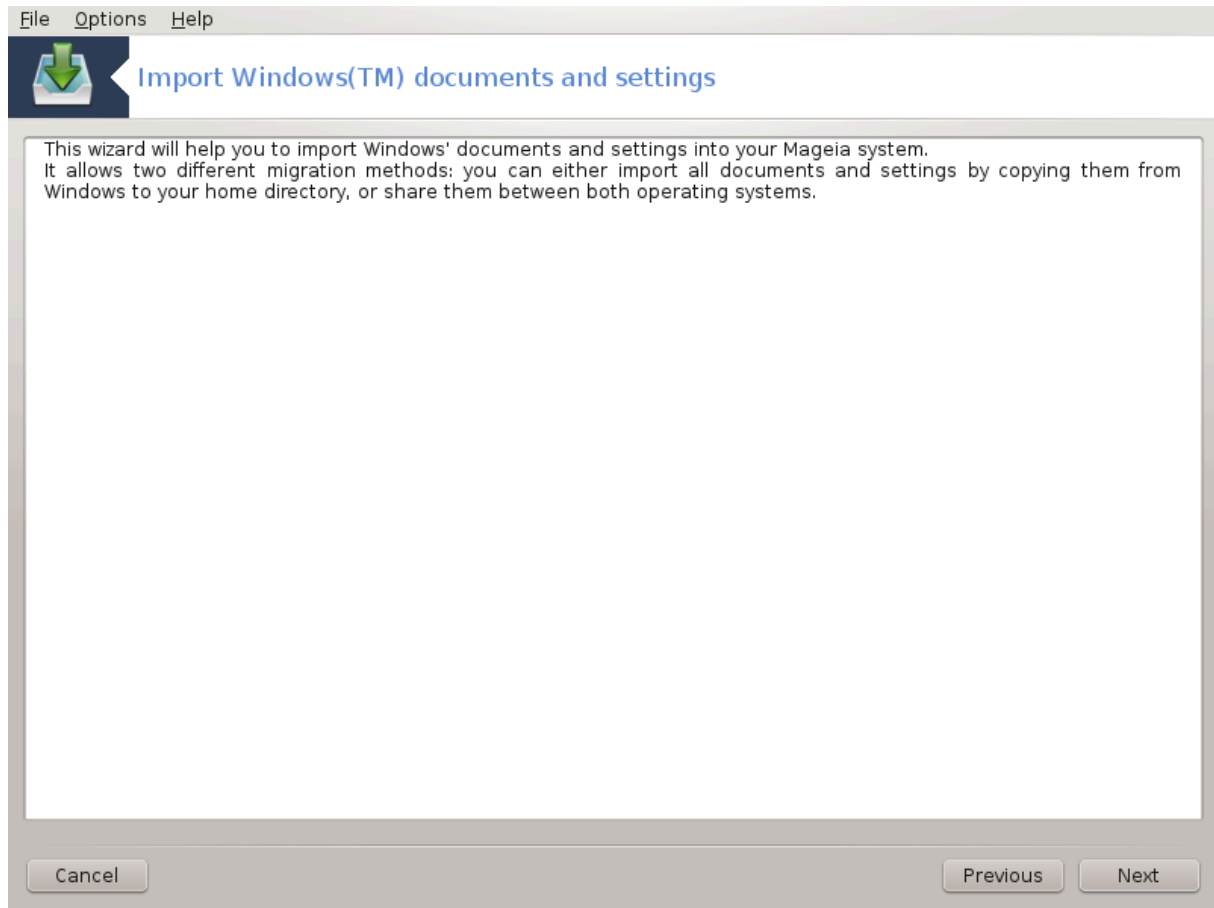 File Options Help
Import Windows(TM) documents and settings
This wizard will help you to import Windows' documents and settings into your Mageia system.
It allows two different migration methods: you can either import all documents and settings by copying them from
Windows to your home directory, or share them between both operating systems.
Cancel Previous Next